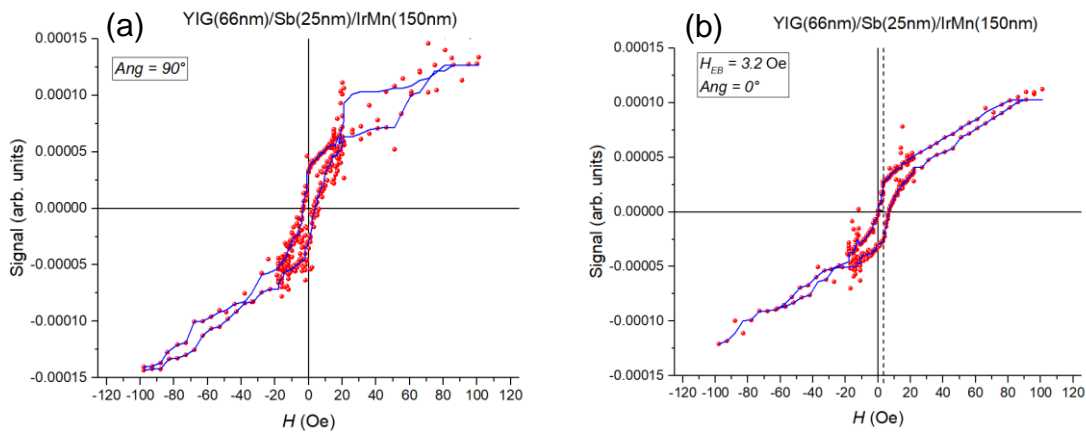 YIG(66nm)/Sb(25nm)/IrMn(150nm)
(a)
Ang = 90°
0.00015
0.00010
0.00005
0.00000
-0.00005
-0.00010
-0.00015
Signal (arb. units)
-120 -100 -80 -60 -40 -20 0 20 40 60 80 100 120
H (Oe)
YIG(66nm)/Sb(25nm)/IrMn(150nm)
(b)
H_EB = 3.2 Oe
Ang = 0°
0.00015
0.00010
0.00005
0.00000
-0.00005
-0.00010
-0.00015
Signal (arb. units)
-120 -100 -80 -60 -40 -20 0 20 40 60 80 100 120
H (Oe)